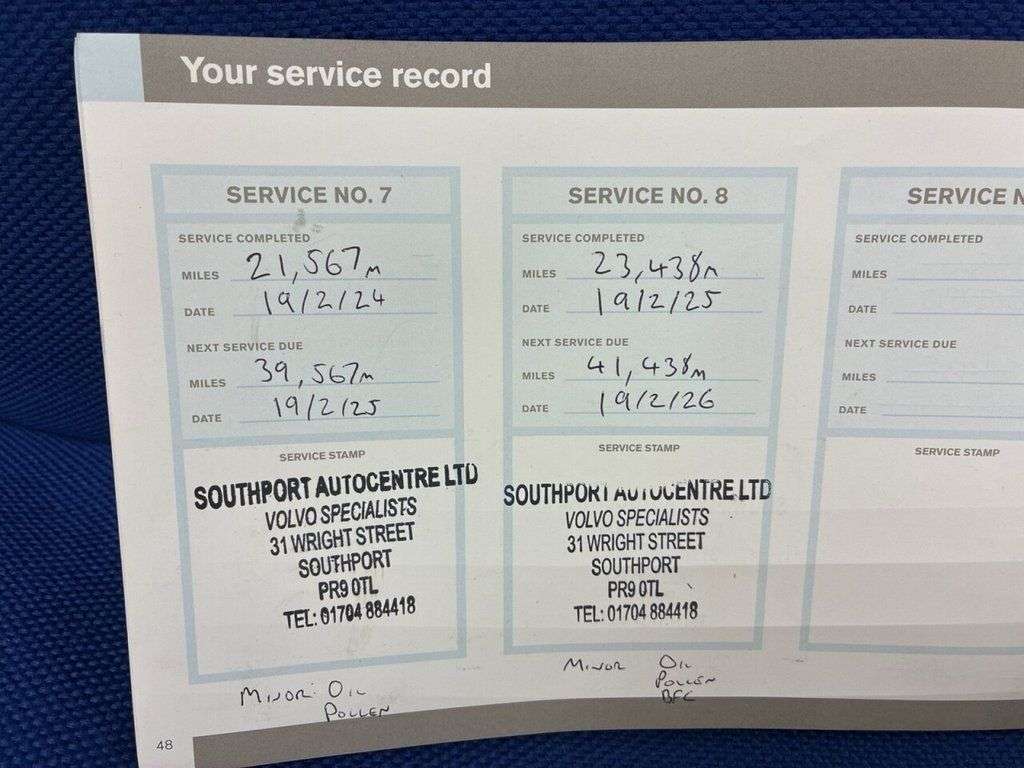 Your service record
SERVICE NO. 7
SERVICE COMPLETED
MILES 21,567m
DATE 19/2/24
NEXT SERVICE DUE
MILES 39,567m
DATE 19/2/25
SERVICE STAMP
SOUTHPORT AUTOCENTRE LTD
VOLVO SPECIALISTS
31 WRIGHT STREET
SOUTHPORT
PR9 0TL
TEL: 01704 884418
MINOR: OIL
POLLEN
SERVICE NO. 8
SERVICE COMPLETED
MILES 23,438m
DATE 19/2/25
NEXT SERVICE DUE
MILES 41,438m
DATE 19/2/26
SERVICE STAMP
SOUTHPORT AUTOCENTRE LTD
VOLVO SPECIALISTS
31 WRIGHT STREET
SOUTHPORT
PR9 0TL
TEL: 01704 884418
MINOR OIL
POLLEN
BFC
SERVICE N
SERVICE COMPLETED
MILES
DATE
NEXT SERVICE DUE
MILES
DATE
SERVICE STAMP
48